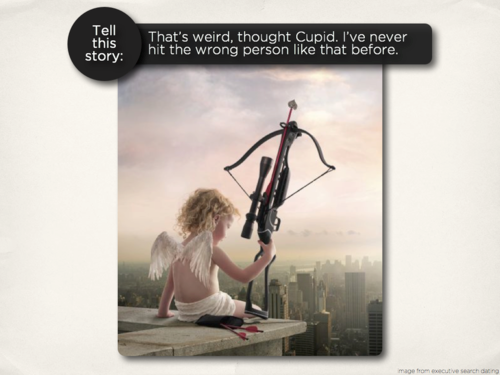 Tell
this
story:
That's weird, thought Cupid. I've never
hit the wrong person like that before.
image from executive search dating